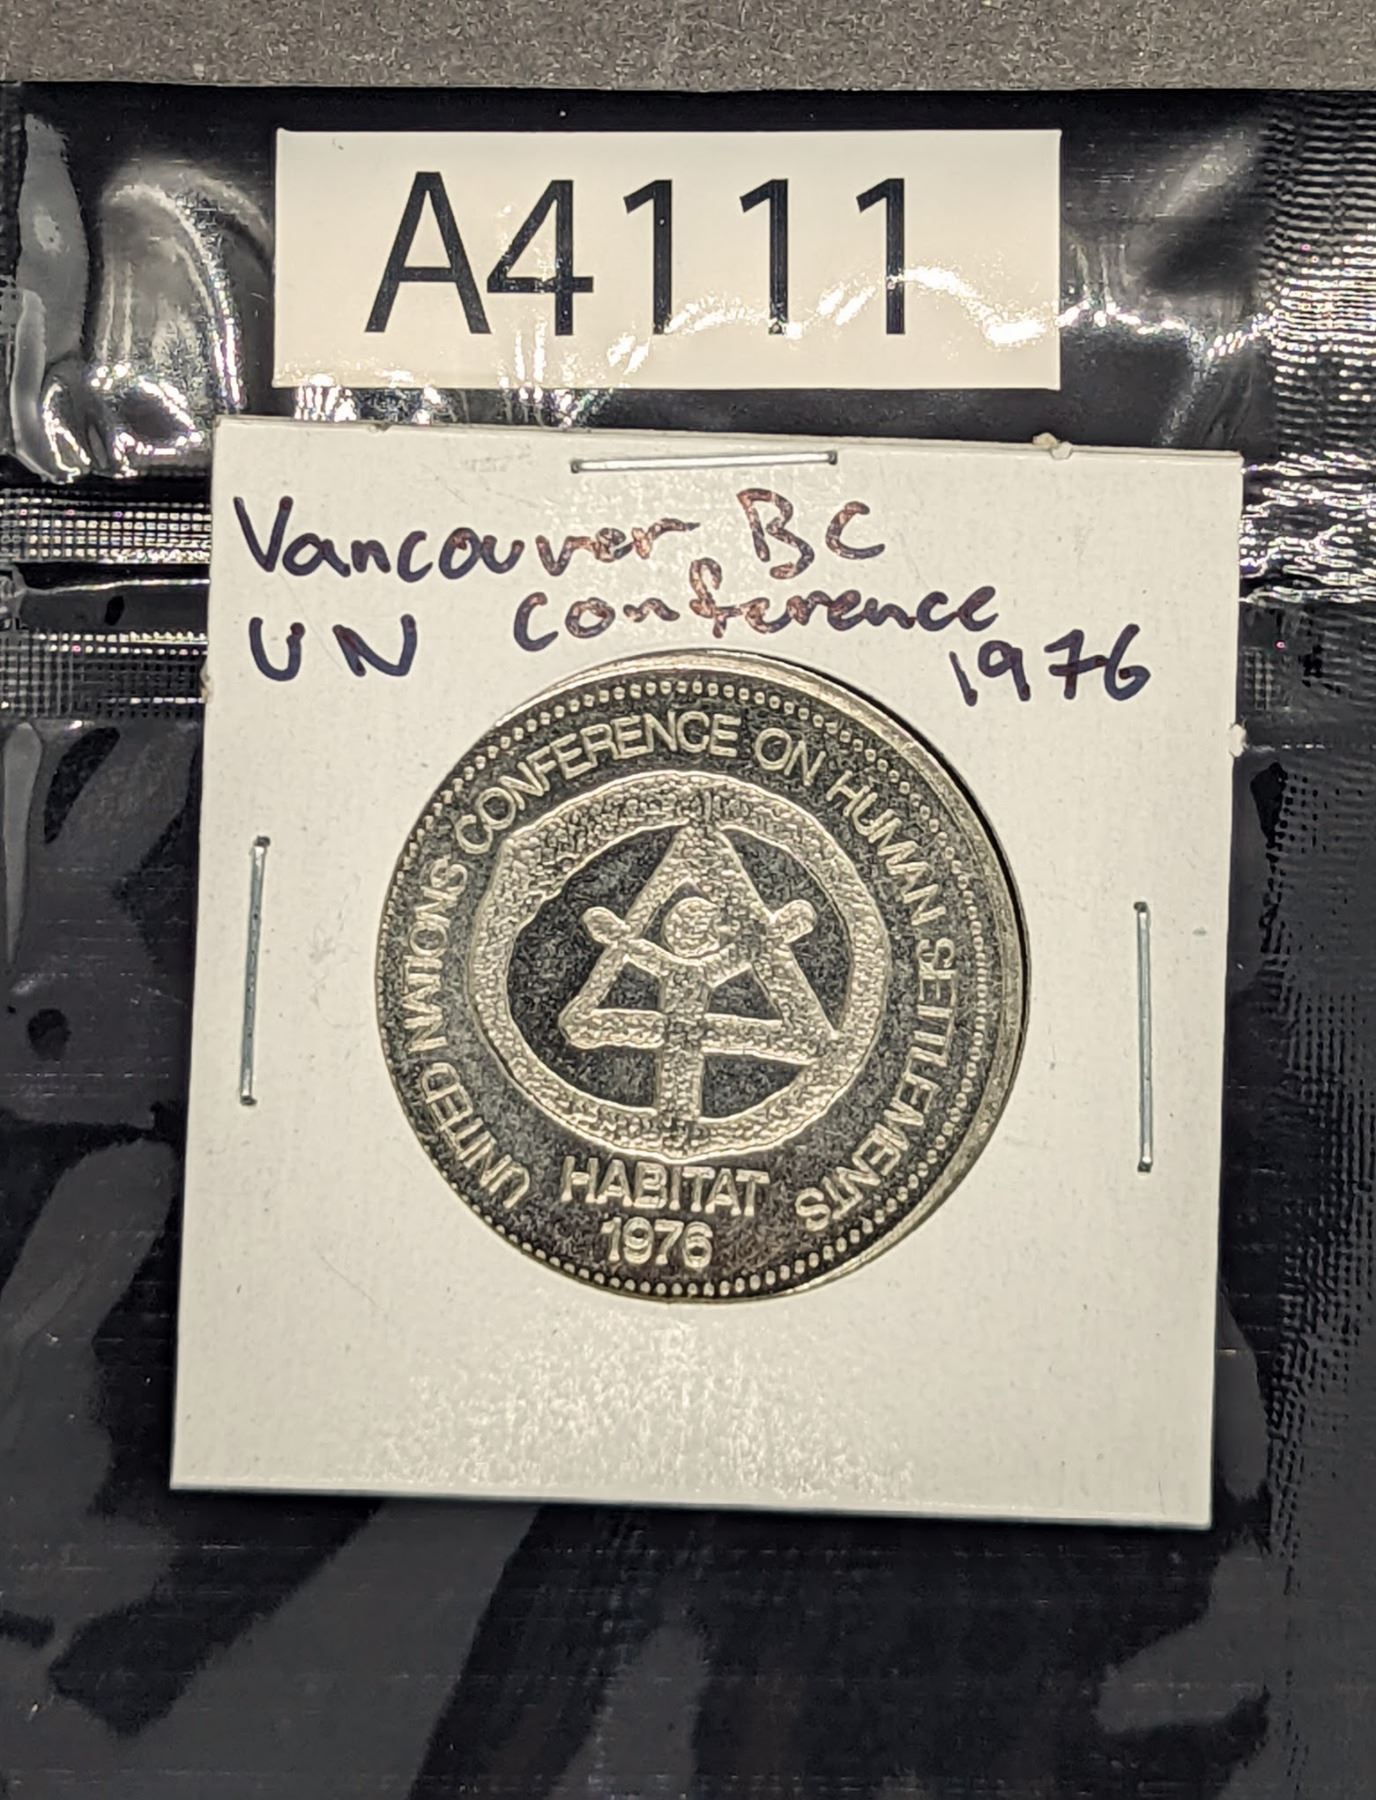 A4111
Vancouver, BC
UN Conference
1976
UNITED NATIONS CONFERENCE ON HUMAN SETTLEMENTS
HABITAT
1976